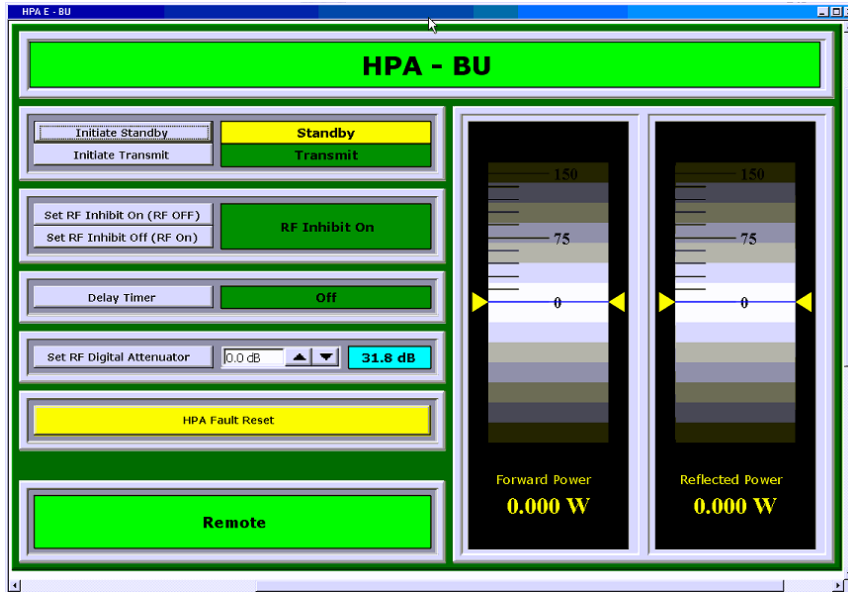 HPA E - BU
HPA - BU
Initiate Standby
Standby
Initiate Transmit
Transmit
Set RF Inhibit On (RF OFF)
Set RF Inhibit Off (RF On)
RF Inhibit On
Delay Timer
Off
Set RF Digital Attenuator
0.0 dB
31.8 dB
HPA Fault Reset
Remote
150
75
0
Forward Power
0.000 W
150
75
0
Reflected Power
0.000 W